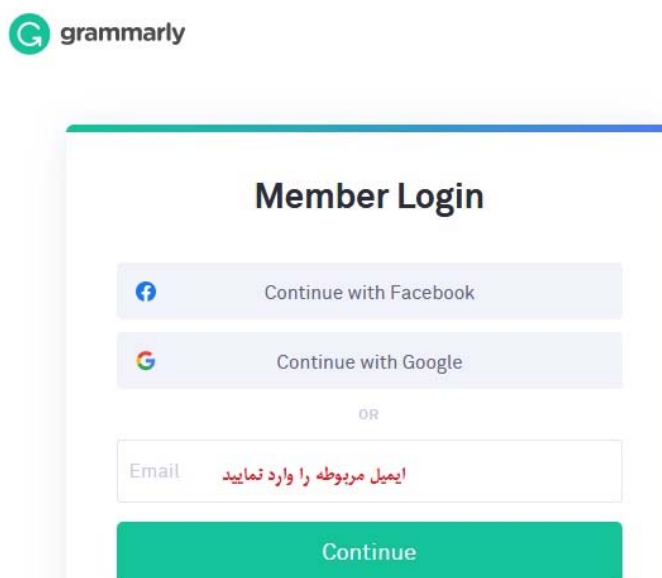 grammarly
Member Login
Continue with Facebook
Continue with Google
OR
Email ایمیل مربوطه را وارد نمایید
Continue